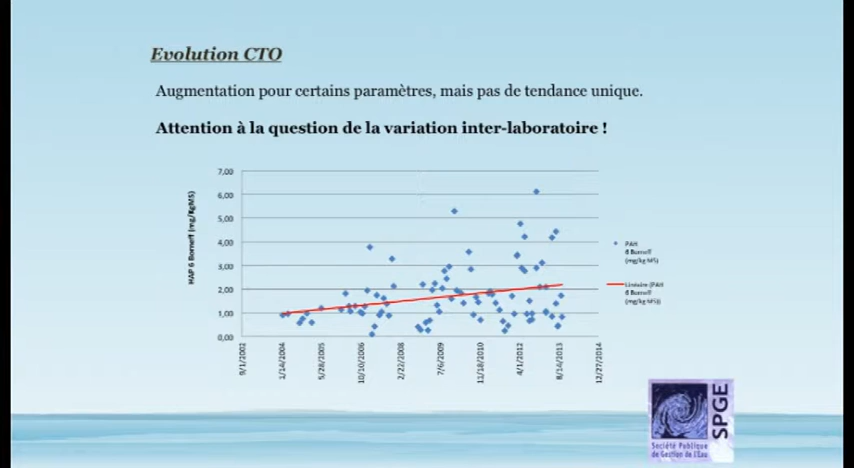 Evolution CTO
Augmentation pour certains paramètres, mais pas de tendance unique.
Attention à la question de la variation inter-laboratoire !
HAP 6 Borneff (mg/kgMS)
7,00
6,00
5,00
4,00
3,00
2,00
1,00
0,00
9/1/2002
1/14/2004
5/28/2005
10/10/2006
2/22/2008
7/6/2009
11/18/2010
4/1/2012
8/14/2013
12/27/2014
PAH
6 Borneff
(mg/kg MS)
Linéaire (PAH
6 Borneff
(mg/kg MS))
SPGE
Société Publique
de Gestion de l'Eau